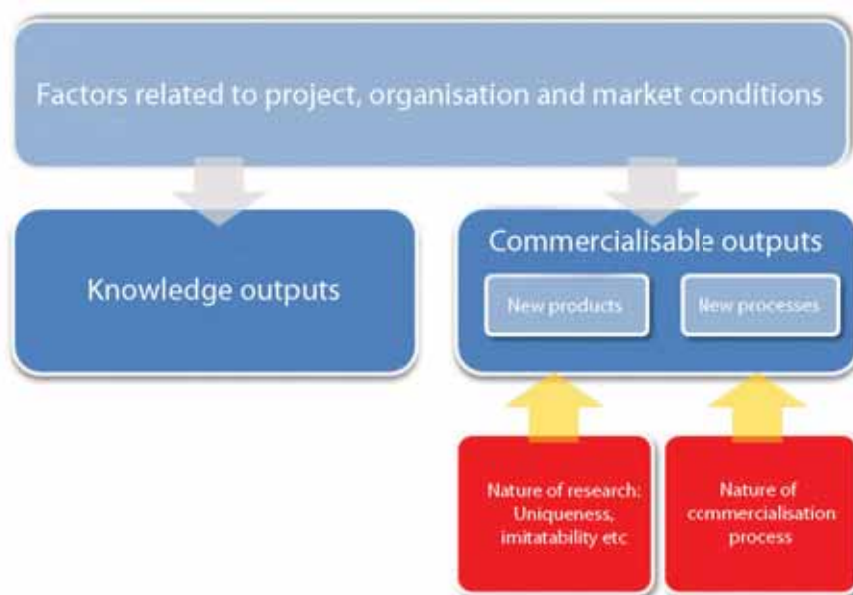 Factors related to project, organisation and market conditions
Knowledge outputs
Commercialisable outputs
New products
New processes
Nature of research:
Uniqueness,
imitatability etc
Nature of
commercialisation
process